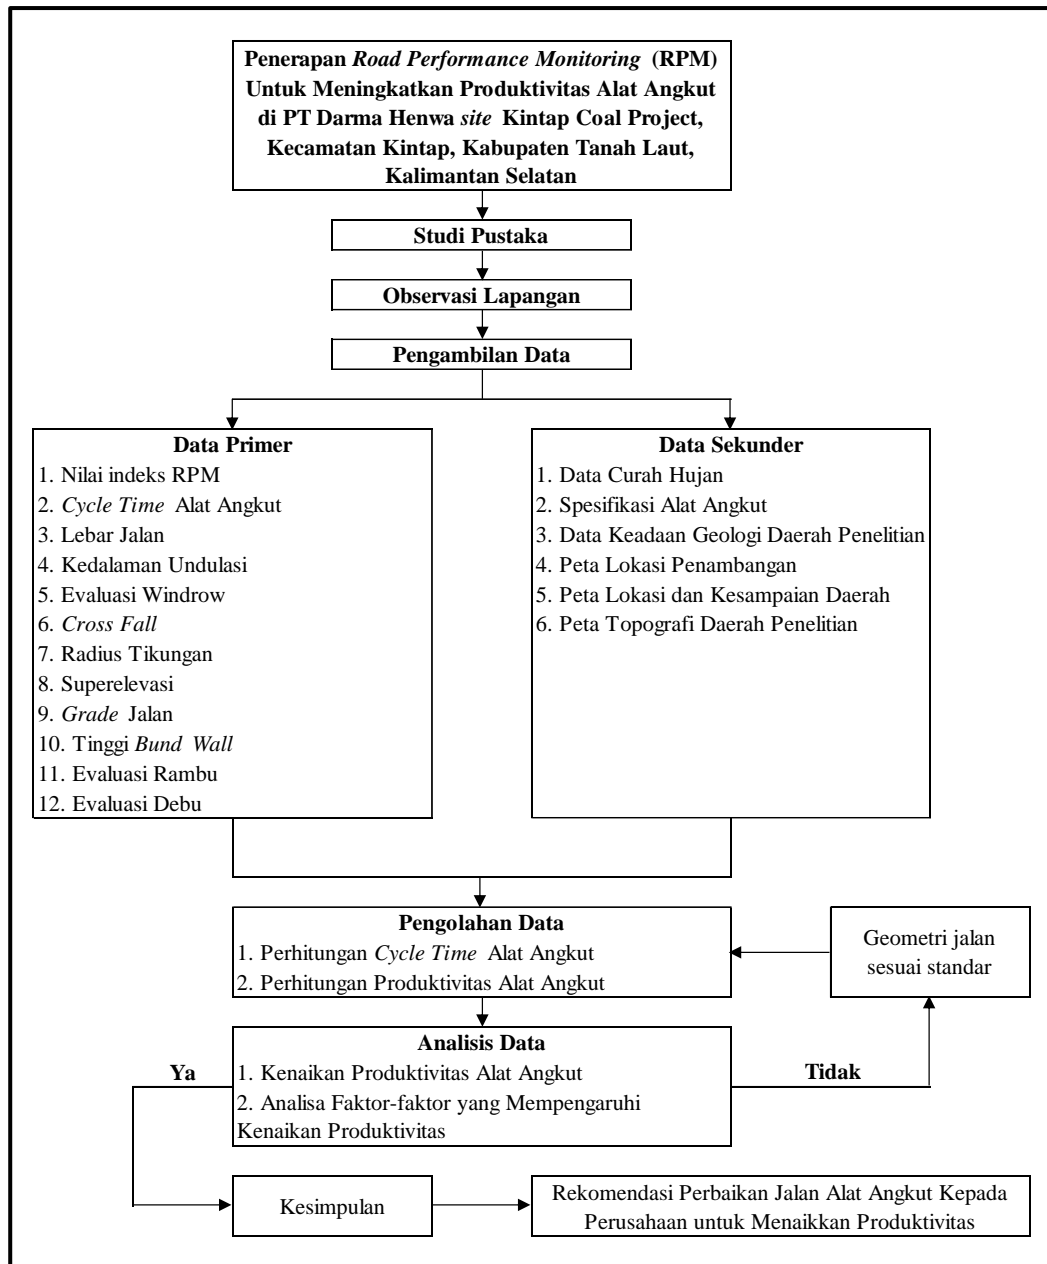 Penerapan Road Performance Monitoring (RPM)
Untuk Meningkatkan Produktivitas Alat Angkut
di PT Darma Henwa site Kintap Coal Project,
Kecamatan Kintap, Kabupaten Tanah Laut,
Kalimantan Selatan
Studi Pustaka
Observasi Lapangan
Pengambilan Data
Data Primer
1. Nilai indeks RPM
2. Cycle Time Alat Angkut
3. Lebar Jalan
4. Kedalaman Undulasi
5. Evaluasi Windrow
6. Cross Fall
7. Radius Tikungan
8. Superelevasi
9. Grade Jalan
10. Tinggi Bund Wall
11. Evaluasi Rambu
12. Evaluasi Debu
Data Sekunder
1. Data Curah Hujan
2. Spesifikasi Alat Angkut
3. Data Keadaan Geologi Daerah Penelitian
4. Peta Lokasi Penambangan
5. Peta Lokasi dan Kesampaian Daerah
6. Peta Topografi Daerah Penelitian
Pengolahan Data
1. Perhitungan Cycle Time Alat Angkut
2. Perhitungan Produktivitas Alat Angkut
Geometri jalan
sesuai standar
Analisis Data
1. Kenaikan Produktivitas Alat Angkut
2. Analisa Faktor-faktor yang Mempengaruhi
Kenaikan Produktivitas
Ya
Tidak
Kesimpulan
Rekomendasi Perbaikan Jalan Alat Angkut Kepada
Perusahaan untuk Menaikkan Produktivitas